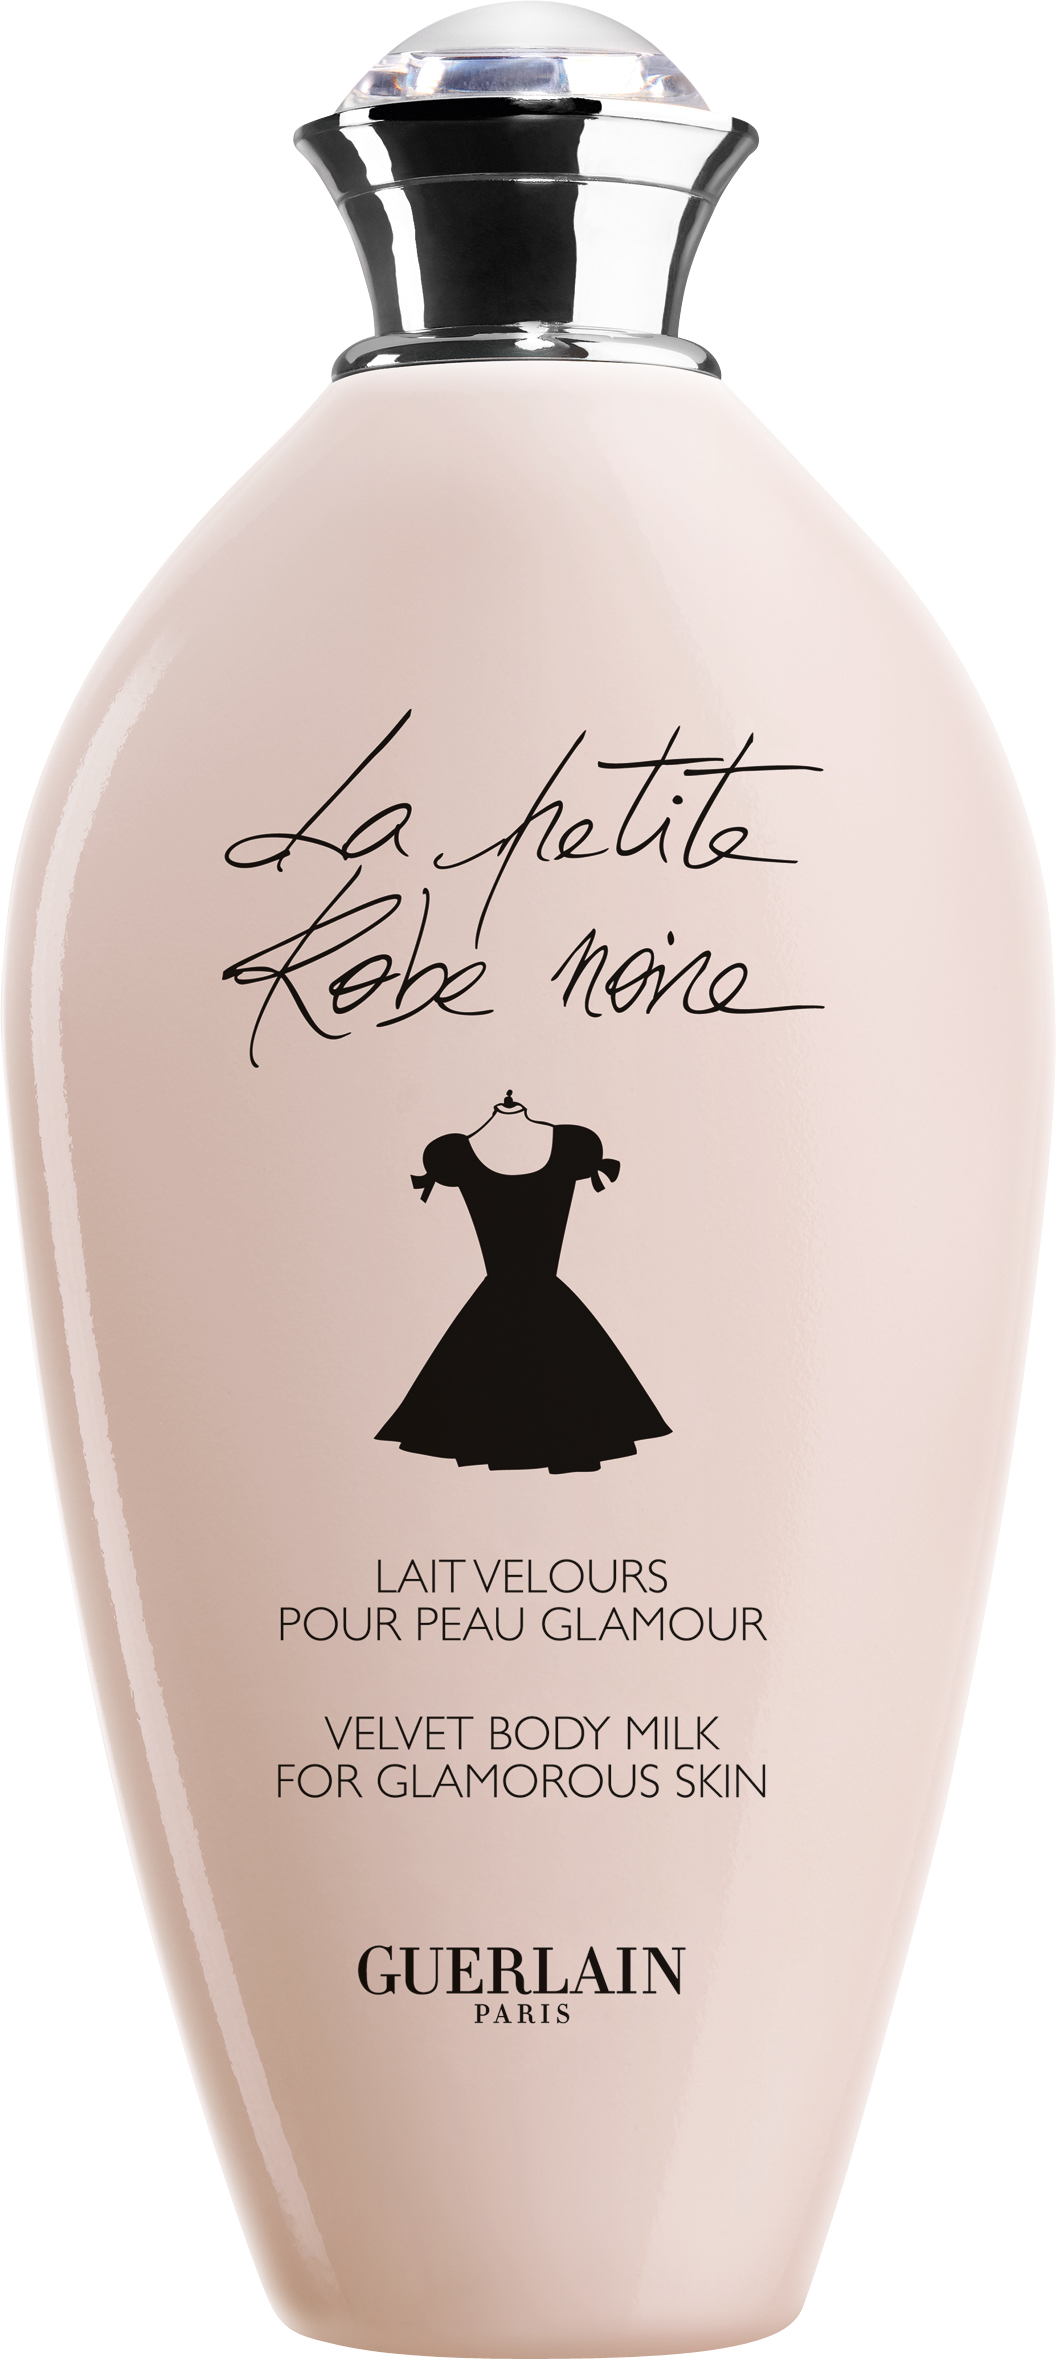 La petite
Robe noire
LAIT VELOURS
POUR PEAU GLAMOUR
VELVET BODY MILK
FOR GLAMOROUS SKIN
GUERLAIN
PARIS